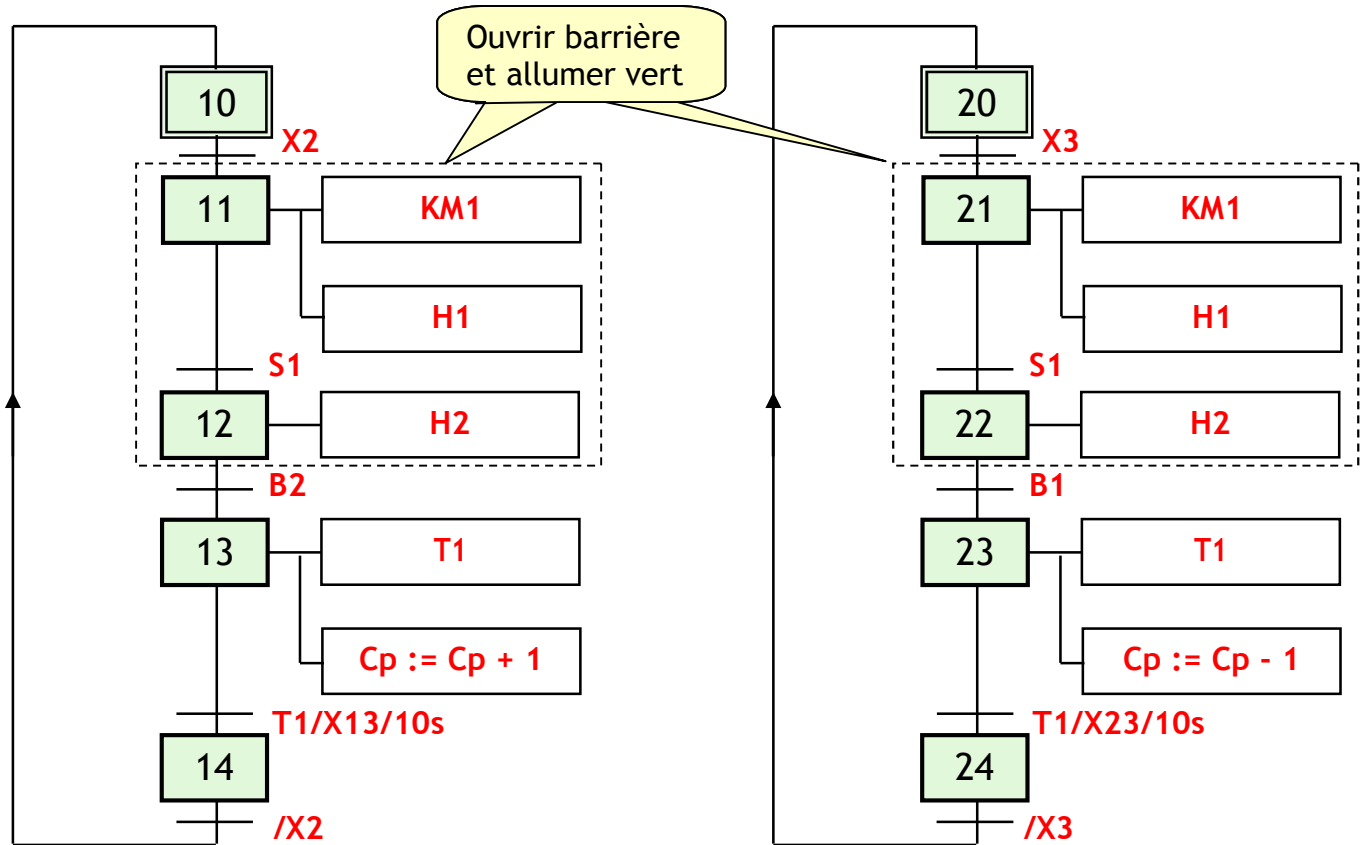 Ouvrir barrière
et allumer vert
10
X2
11
KM1
H1
S1
12
H2
B2
13
T1
Cp := Cp + 1
T1/X13/10s
14
/X2
20
X3
21
KM1
H1
S1
22
H2
B1
23
T1
Cp := Cp - 1
T1/X23/10s
24
/X3